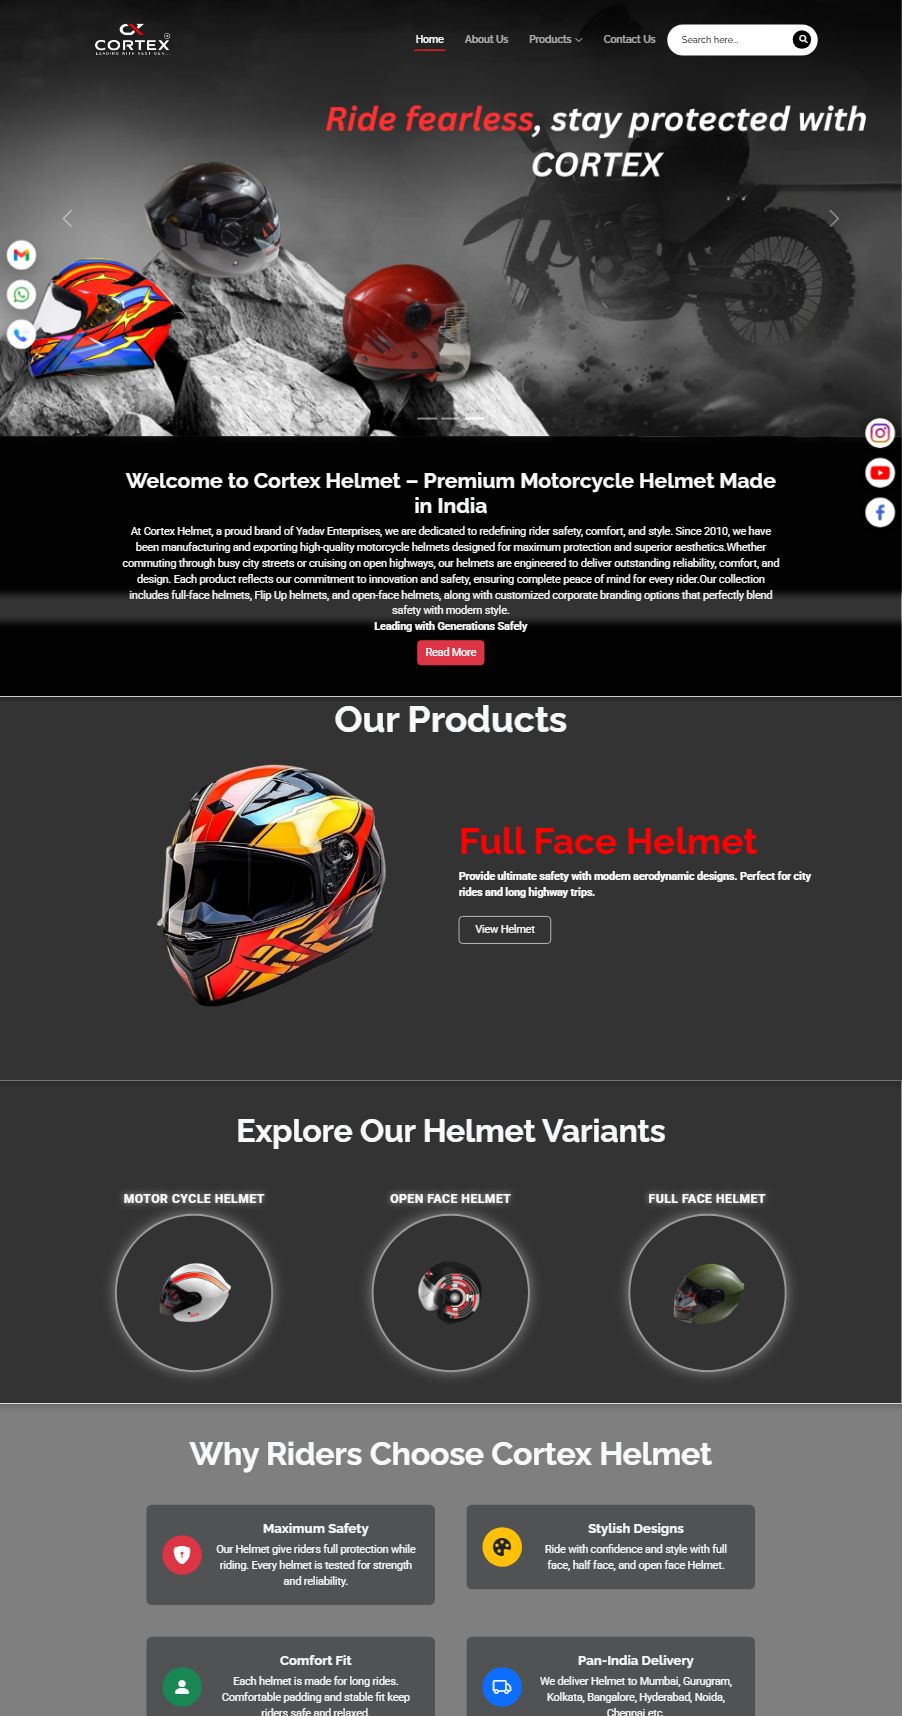 CORTEX
Home
About Us
Products
Contact Us
Search here...
Ride fearless, stay protected with
CORTEX
Welcome to Cortex Helmet – Premium Motorcycle Helmet Made
in India
At Cortex Helmet, a proud brand of Yadav Enterprises, we are dedicated to redefining rider safety, comfort, and style. Since 2010, we have
been manufacturing and exporting high-quality motorcycle helmets designed for maximum protection and superior aesthetics.Whether
commuting through busy city streets or cruising on open highways, our helmets are engineered to deliver outstanding reliability, comfort, and
design. Each product reflects our commitment to innovation and safety, ensuring complete peace of mind for every rider.Our collection
includes full-face helmets, Flip Up helmets, and open-face helmets, along with customized corporate branding options that perfectly blend
safety with modern style.
Leading with Generations Safely
Read More
Our Products
Full Face Helmet
Provide ultimate safety with modern aerodynamic designs. Perfect for city
rides and long highway trips.
View Helmet
Explore Our Helmet Variants
MOTOR CYCLE HELMET
OPEN FACE HELMET
FULL FACE HELMET
Why Riders Choose Cortex Helmet
Maximum Safety
Our Helmet give riders full protection while
riding. Every helmet is tested for strength
and reliability.
Stylish Designs
Ride with confidence and style with full
face, half face, and open face Helmet.
Comfort Fit
Each helmet is made for long rides.
Comfortable padding and stable fit keep
riders safe and relaxed.
Pan-India Delivery
We deliver Helmet to Mumbai, Gurugram,
Kolkata, Bangalore, Hyderabad, Noida,
Chennai etc.